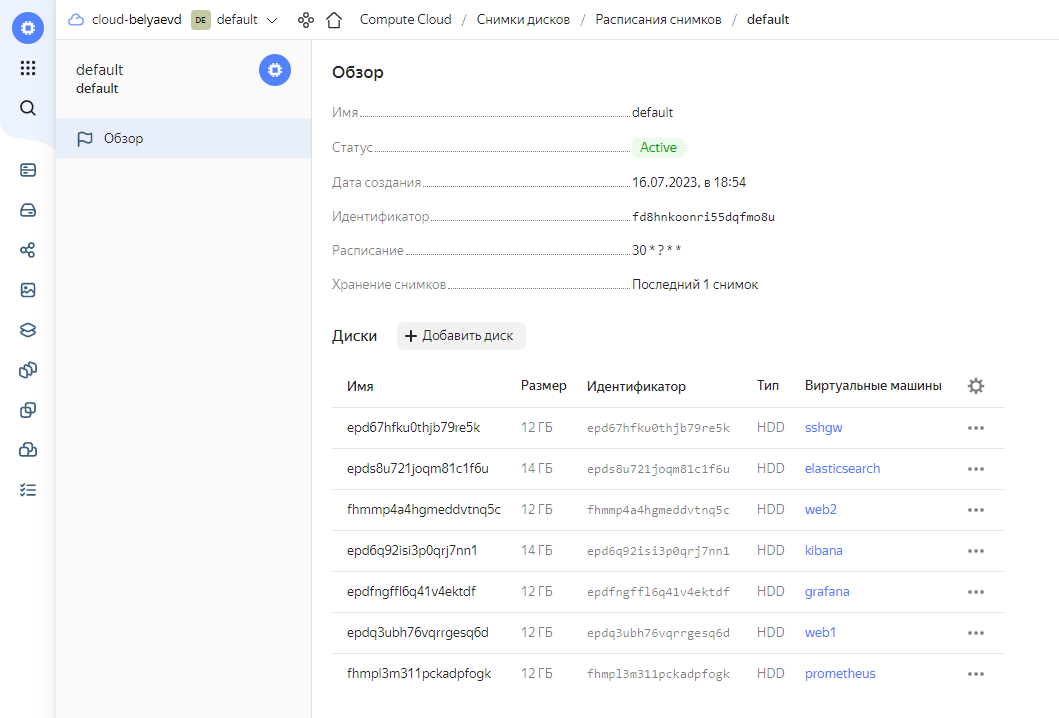 cloud-belyaevd DE default Compute Cloud / Снимки дисков / Расписания снимков / default
default
default
Обзор
Обзор
Имя default
Статус Active
Дата создания 16.07.2023, в 18:54
Идентификатор fd8hnkoonri55dqfmo8u
Расписание 30 * ? * *
Хранение снимков Последний 1 снимок
Диски + Добавить диск
Имя Размер Идентификатор Тип Виртуальные машины
epd67hfku0thjb79re5k 12 ГБ epd67hfku0thjb79re5k HDD sshgw
epds8u721joqm81c1f6u 14 ГБ epds8u721joqm81c1f6u HDD elasticsearch
fhmmp4a4hgmeddvtnq5c 12 ГБ fhmmp4a4hgmeddvtnq5c HDD web2
epd6q92isi3p0qrj7nn1 14 ГБ epd6q92isi3p0qrj7nn1 HDD kibana
epdfngffl6q41v4ektdf 12 ГБ epdfngffl6q41v4ektdf HDD grafana
epdq3ubh76vqrrgesq6d 12 ГБ epdq3ubh76vqrrgesq6d HDD web1
fhmpl3m311pckadpfogk 12 ГБ fhmpl3m311pckadpfogk HDD prometheus